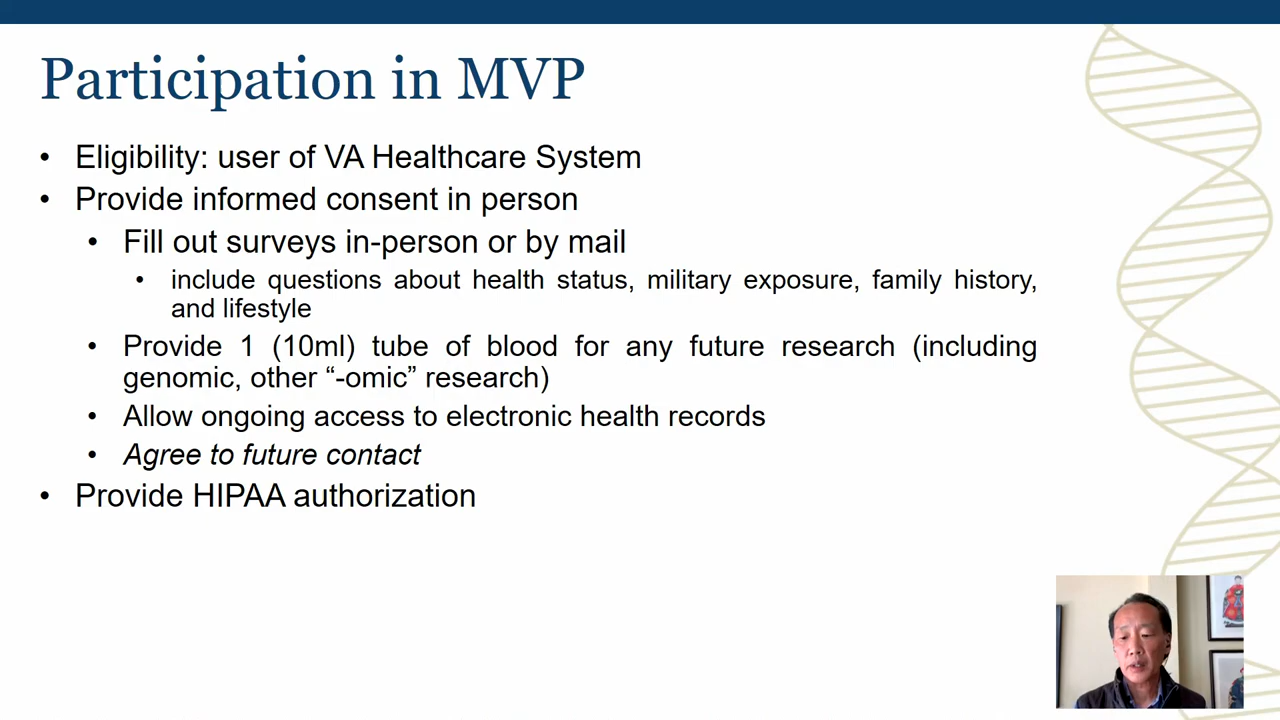 Participation in MVP
• Eligibility: user of VA Healthcare System
• Provide informed consent in person
• Fill out surveys in-person or by mail
• include questions about health status, military exposure, family history,
and lifestyle
• Provide 1 (10ml) tube of blood for any future research (including
genomic, other “-omic” research)
• Allow ongoing access to electronic health records
• Agree to future contact
• Provide HIPAA authorization